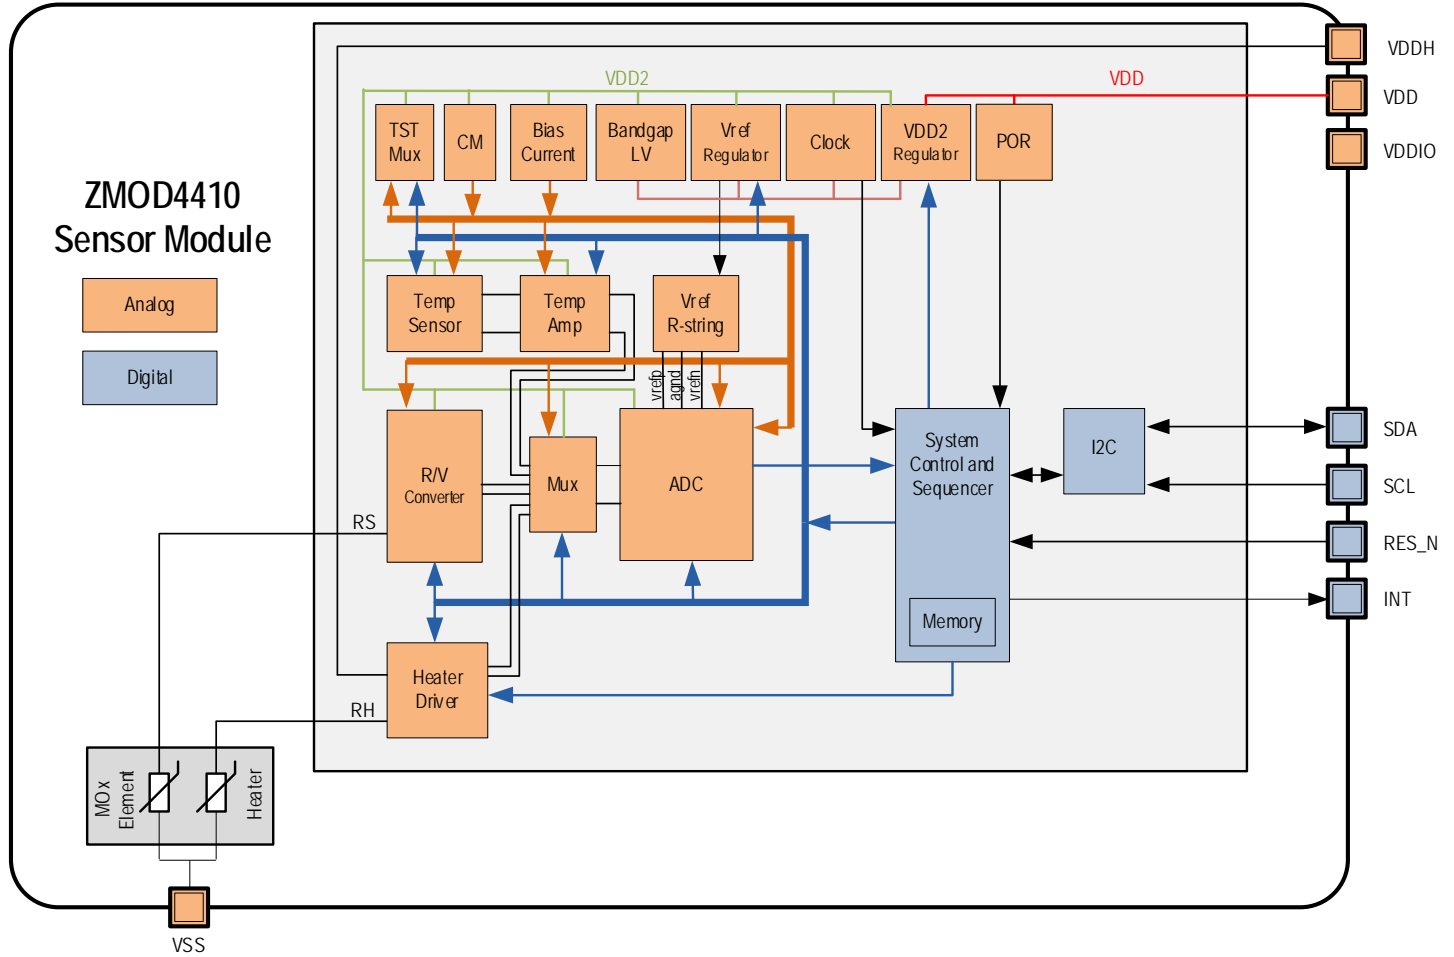 VDDH
VDD2
VDD
VDD
TST
Mux
CM
Bias
Current
Bandgap
LV
Vref
Regulator
Clock
VDD2
Regulator
POR
VDDIO
ZMOD4410
Sensor Module
Analog
Digital
Temp
Sensor
Temp
Amp
Vref
R-string
vrefp
agnd
vrefn
R/V
Converter
Mux
ADC
System
Control and
Sequencer
Memory
I2C
SDA
SCL
RES_N
INT
RS
Heater
Driver
RH
MOx
Element
Heater
VSS